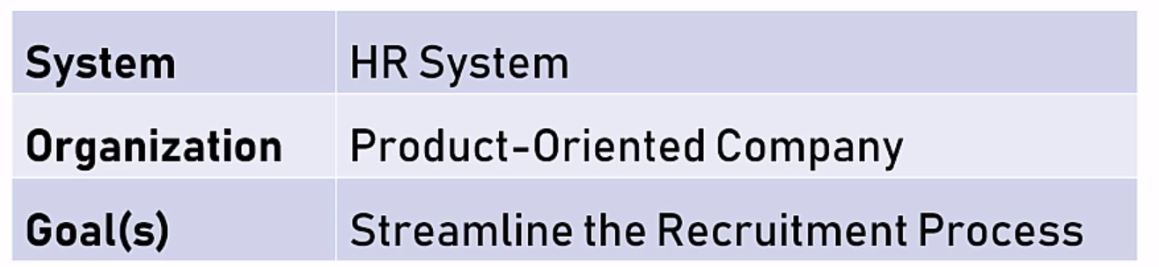 System HR System
Organization Product-Oriented Company
Goal(s) Streamline the Recruitment Process